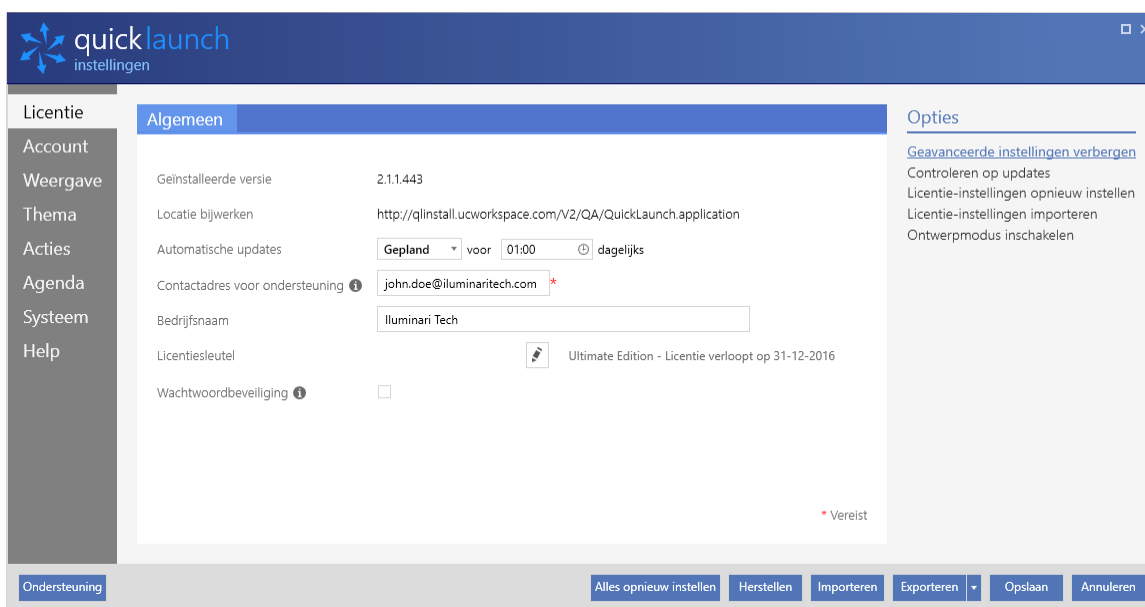 quicklaunch
instellingen
Licentie
Account
Weergave
Thema
Acties
Agenda
Systeem
Help
Algemeen
Geïnstalleerde versie 2.1.1.443
Locatie bijwerken http://qlinstall.ucworkspace.com/V2/QA/QuickLaunch.application
Automatische updates Gepland voor 01:00 dagelijks
Contactadres voor ondersteuning john.doe@iluminaritech.com *
Bedrijfsnaam Iluminari Tech
Licentiesleutel Ultimate Edition - Licentie verloopt op 31-12-2016
Wachtwoordbeveiliging
* Vereist
Opties
Geavanceerde instellingen verbergen
Controleren op updates
Licentie-instellingen opnieuw instellen
Licentie-instellingen importeren
Ontwerpmodus inschakelen
Ondersteuning Alles opnieuw instellen Herstellen Importeren Exporteren Opslaan Annuleren